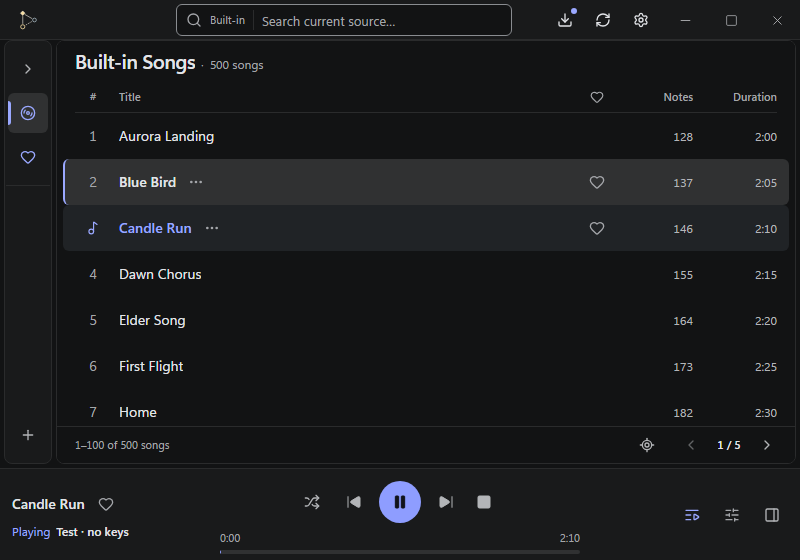 Built-in Search current source...
Built-in Songs · 500 songs
# Title Notes Duration
1 Aurora Landing 128 2:00
2 Blue Bird ... 137 2:05
Candle Run ... 146 2:10
4 Dawn Chorus 155 2:15
5 Elder Song 164 2:20
6 First Flight 173 2:25
7 Home 182 2:30
1–100 of 500 songs 1 / 5
Candle Run
Playing Test · no keys
0:00 2:10